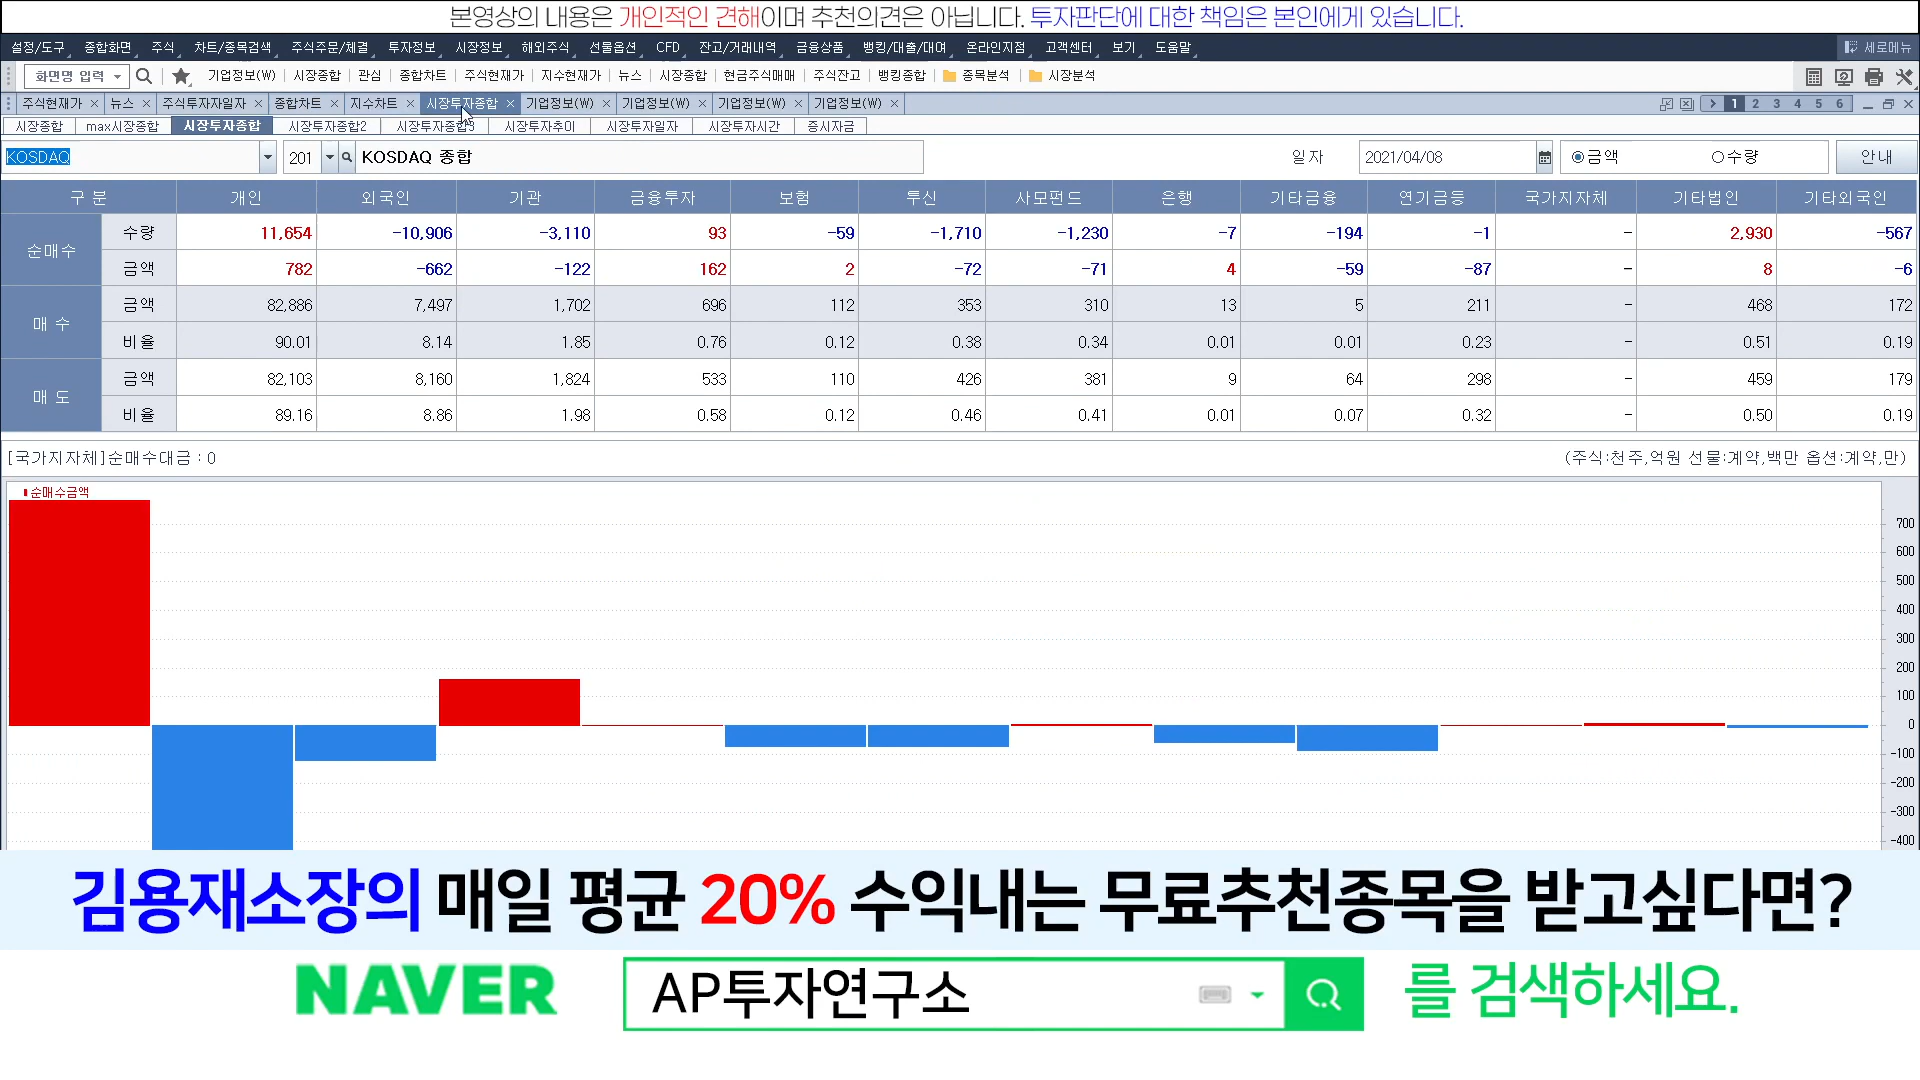 본영상의 내용은 개인적인 견해이며 추천의견은 아닙니다. 투자판단에 대한 책임은 본인에게 있습니다.
설정/도구 종합화면 주식 차트/종목검색 주식주문/체결 투자정보 시장정보 해외주식 선물옵션 CFD 잔고/거래내역 금융상품 뱅킹/대출/대여 온라인지점 고객센터 보기 도움말 세로메뉴
화면명 입력 기업정보(W) 시장종합 관심 종합차트 주식현재가 지수현재가 뉴스 시장종합 현금주식매매 주식잔고 뱅킹종합 종목분석 시장분석
주식현재가 뉴스 주식투자자일자 종합차트 지수차트 시장투자종합 기업정보(W) 기업정보(W) 기업정보(W) 기업정보(W) 1 2 3 4 5 6
시장종합 max시장종합 시장투자종합 시장투자종합2 시장투자종합3 시장투자추이 시장투자일자 시장투자시간 증시자금
KOSDAQ 201 KOSDAQ 종합 일자 2021/04/08 금액 수량 안내
구 분 개인 외국인 기관 금융투자 보험 투신 사모펀드 은행 기타금융 연기금등 국가지자체 기타법인 기타외국인
순매수 수량 11,654 -10,906 -3,110 93 -59 -1,710 -1,230 -7 -194 -1 - 2,930 -567
금액 782 -662 -122 162 2 -72 -71 4 -59 -87 - 8 -6
매 수 금액 82,886 7,497 1,702 696 112 353 310 13 5 211 - 468 172
비율 90.01 8.14 1.85 0.76 0.12 0.38 0.34 0.01 0.01 0.23 - 0.51 0.19
매 도 금액 82,103 8,160 1,824 533 110 426 381 9 64 298 - 459 179
비율 89.16 8.86 1.98 0.58 0.12 0.46 0.41 0.01 0.07 0.32 - 0.50 0.19
[국가지자체]순매수대금 : 0 (주식:천주,억원 선물:계약,백만 옵션:계약,만)
순매수금액
700
600
500
400
300
200
100
0
-100
-200
-300
-400
김용재소장의 매일 평균 20% 수익내는 무료추천종목을 받고싶다면?
NAVER AP투자연구소 를 검색하세요.